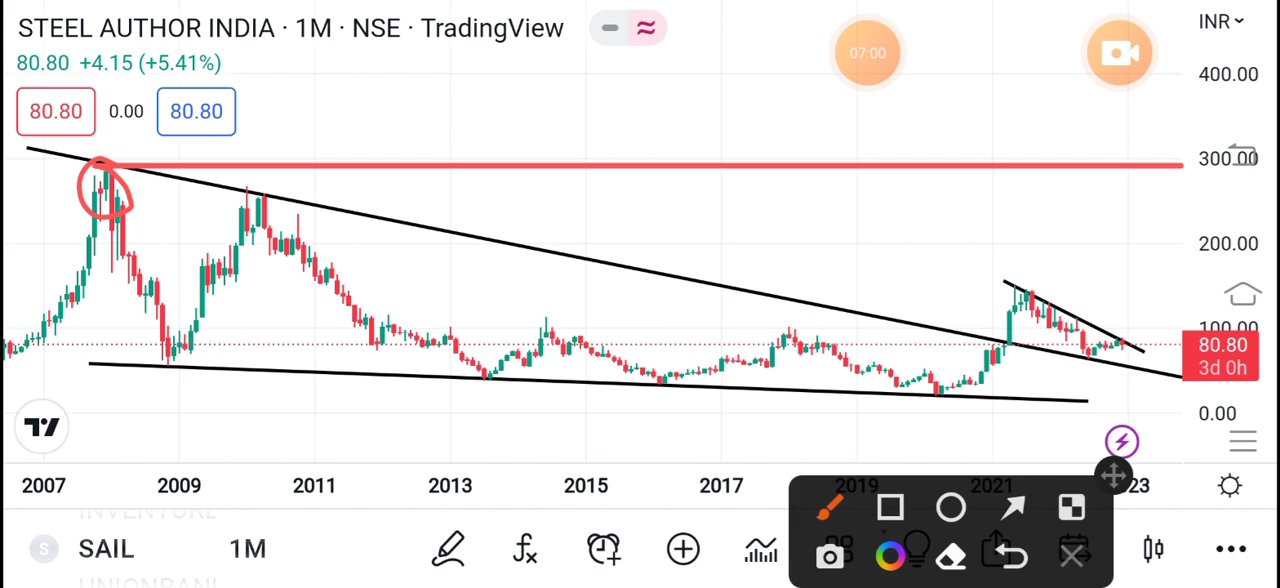 STEEL AUTHOR INDIA · 1M · NSE · TradingView
INR
07:00
80.80 +4.15 (+5.41%)
400.00
80.80 0.00 80.80
300.00
200.00
100.00
80.80
3d 0h
0.00
2007 2009 2011 2013 2015 2017 2019 2021 23
S SAIL 1M
UNIONBANI